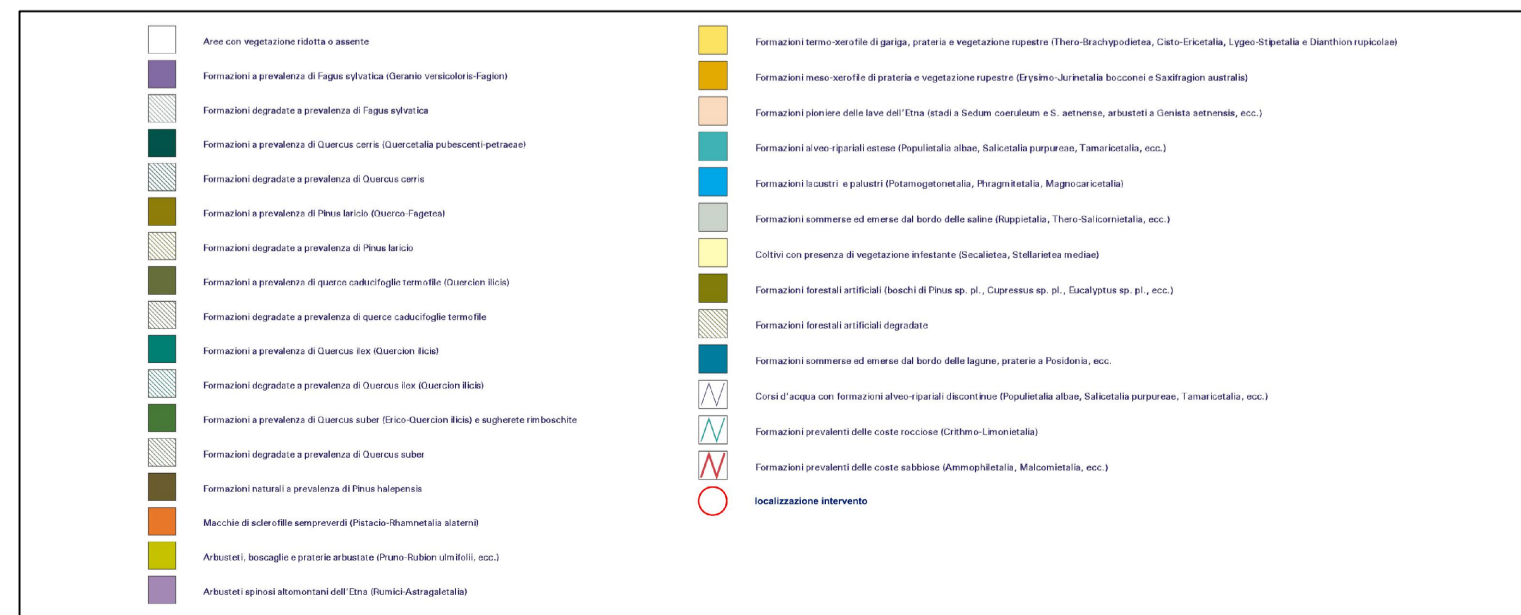 Aree con vegetazione ridotta o assente
Formazioni a prevalenza di Fagus sylvatica (Geranio versicoloris-Fagion)
Formazioni degradate a prevalenza di Fagus sylvatica
Formazioni a prevalenza di Quercus cerris (Quercetalia pubescenti-petraeae)
Formazioni degradate a prevalenza di Quercus cerris
Formazioni a prevalenza di Pinus laricio (Querco-Fagetea)
Formazioni degradate a prevalenza di Pinus laricio
Formazioni a prevalenza di querce caducifoglie termofile (Quercion ilicis)
Formazioni degradate a prevalenza di querce caducifoglie termofile
Formazioni a prevalenza di Quercus ilex (Quercion ilicis)
Formazioni degradate a prevalenza di Quercus ilex (Quercion ilicis)
Formazioni a prevalenza di Quercus suber (Erico-Quercion ilicis) e sugherete rimboschite
Formazioni degradate a prevalenza di Quercus suber
Formazioni naturali a prevalenza di Pinus halepensis
Macchie di sclerofille sempreverdi (Pistacio-Rhamnetalia alaterni)
Arbusteti, boscaglie e praterie arbustate (Pruno-Rubion ulmifolii, ecc.)
Arbusteti spinosi altomontani dell'Etna (Rumici-Astragaletalia)
Formazioni termo-xerofile di gariga, prateria e vegetazione rupestre (Thero-Brachypodietea, Cisto-Ericetalia, Lygeo-Stipetalia e Dianthion rupicolae)
Formazioni meso-xerofile di prateria e vegetazione rupestre (Erysimo-Jurinetalia bocconei e Saxifragion australis)
Formazioni pioniere delle lave dell'Etna (stadi a Sedum coeruleum e S. aetnense, arbusteti a Genista aetnensis, ecc.)
Formazioni alveo-ripariali estese (Populietalia albae, Salicetalia purpureae, Tamaricetalia, ecc.)
Formazioni lacustri e palustri (Potamogetonetalia, Phragmitetalia, Magnocaricetalia)
Formazioni sommerse ed emerse dal bordo delle saline (Ruppietalia, Thero-Salicornietalia, ecc.)
Coltivi con presenza di vegetazione infestante (Secalietea, Stellarietea mediae)
Formazioni forestali artificiali (boschi di Pinus sp. pl., Cupressus sp. pl., Eucalyptus sp. pl., ecc.)
Formazioni forestali artificiali degradate
Formazioni sommerse ed emerse dal bordo delle lagune, praterie a Posidonia, ecc.
Corsi d'acqua con formazioni alveo-ripariali discontinue (Populietalia albae, Salicetalia purpureae, Tamaricetalia, ecc.)
Formazioni prevalenti delle coste rocciose (Crithmo-Limonietalia)
Formazioni prevalenti delle coste sabbiose (Ammophiletalia, Malcomietalia, ecc.)
localizzazione intervento